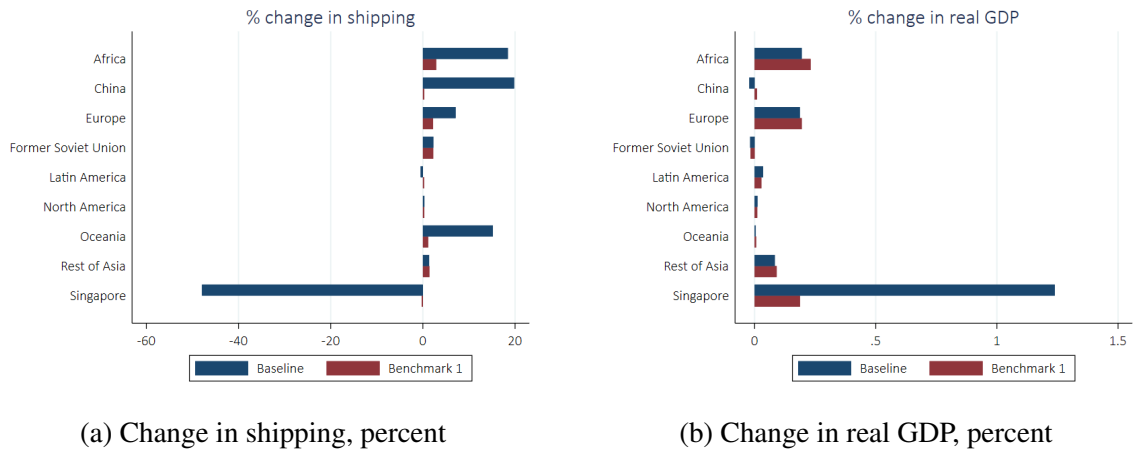 % change in shipping
Africa
China
Europe
Former Soviet Union
Latin America
North America
Oceania
Rest of Asia
Singapore
-60 -40 -20 0 20
Baseline Benchmark 1
(a) Change in shipping, percent
% change in real GDP
Africa
China
Europe
Former Soviet Union
Latin America
North America
Oceania
Rest of Asia
Singapore
0 .5 1 1.5
Baseline Benchmark 1
(b) Change in real GDP, percent